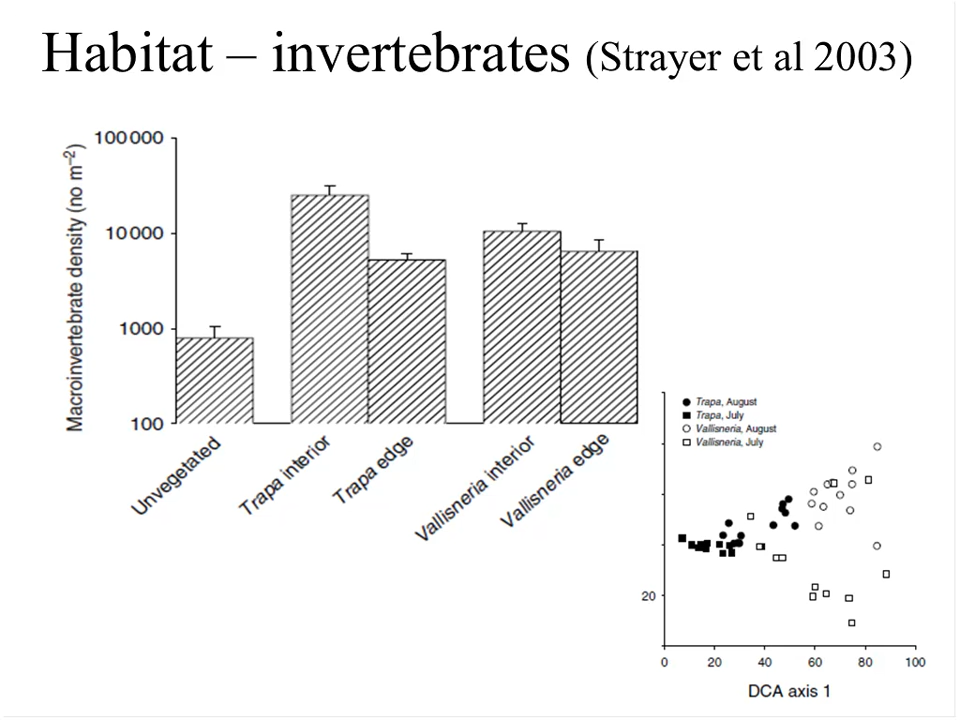 Habitat – invertebrates (Strayer et al 2003)
Macroinvertebrate density (no m⁻²)
100 000
10 000
1000
100
Unvegetated
Trapa interior
Trapa edge
Vallisneria interior
Vallisneria edge
Trapa, August
Trapa, July
Vallisneria, August
Vallisneria, July
20
0 20 40 60 80 100
DCA axis 1